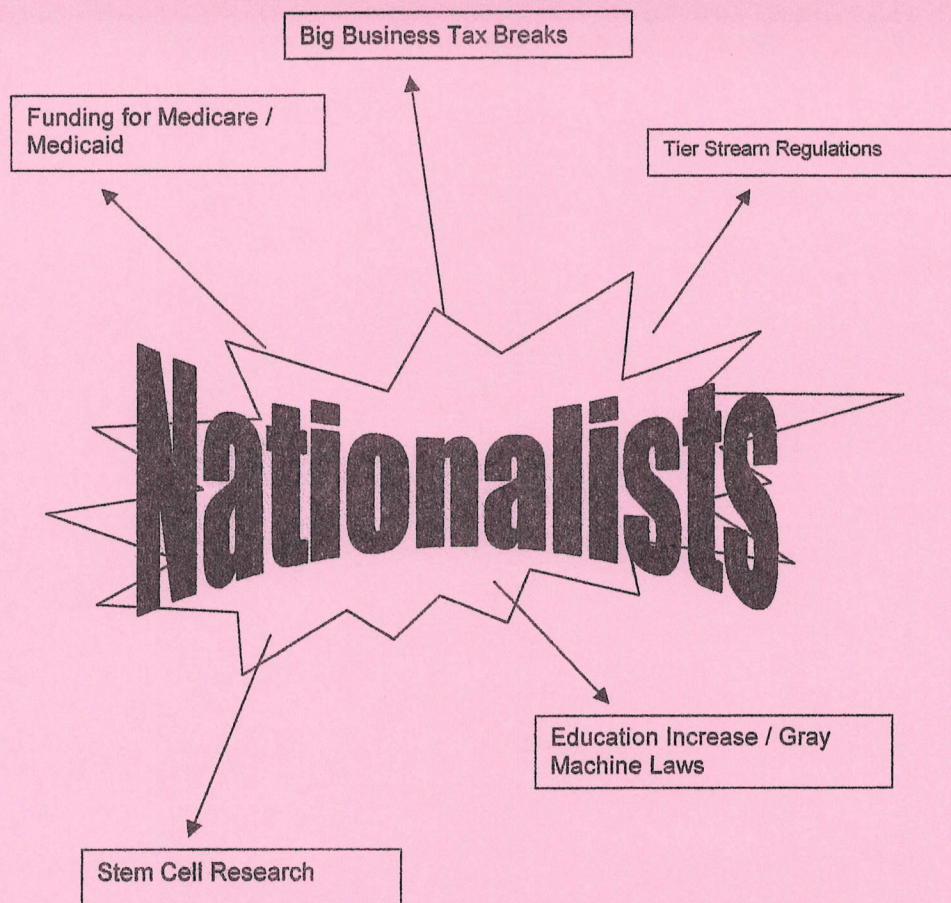 Big Business Tax Breaks
Funding for Medicare /
Medicaid
Tier Stream Regulations
Nationalists
Education Increase / Gray
Machine Laws
Stem Cell Research